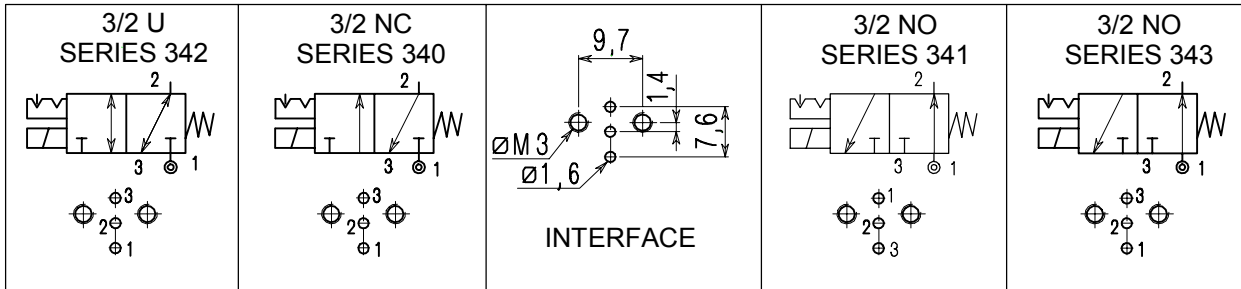 3/2 U
SERIES 342
2
3
1
3
2
1
3/2 NC
SERIES 340
2
3
1
3
2
1
9,7
1,4
7,6
ØM3
Ø1,6
INTERFACE
3/2 NO
SERIES 341
2
3
1
1
2
3
3/2 NO
SERIES 343
2
3
1
3
2
1